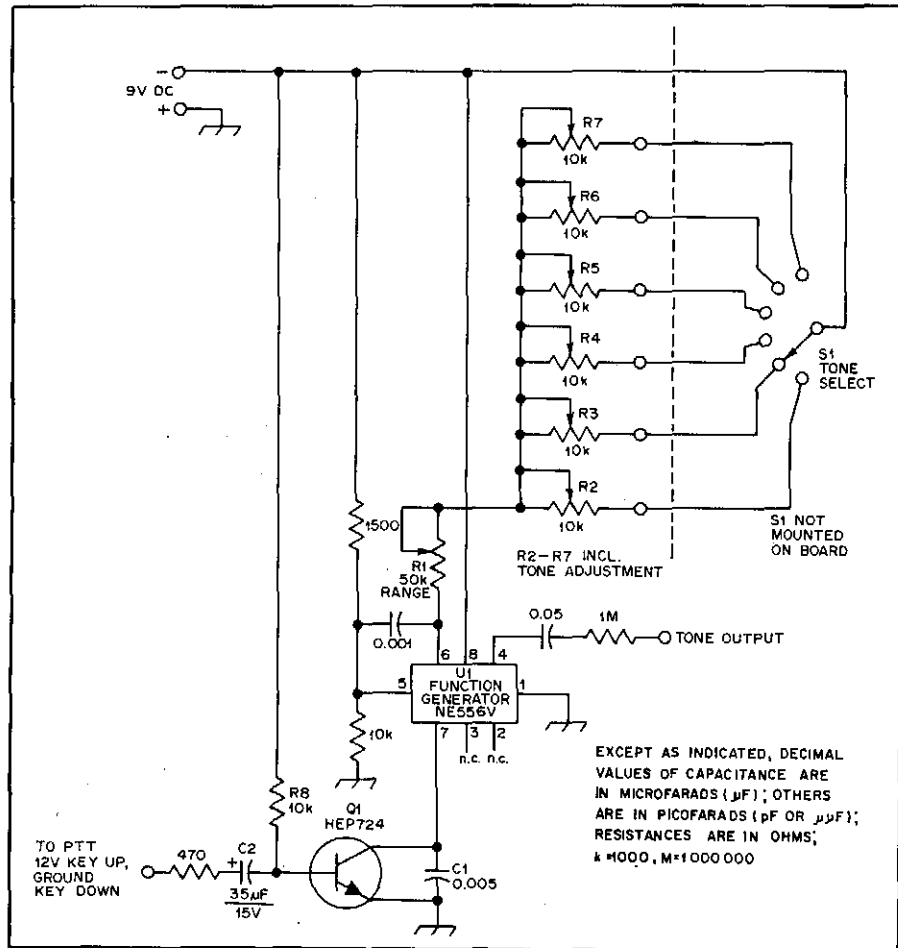 −
9V DC
+
R7
10k
R6
10k
R5
10k
R4
10k
R3
10k
R2
10k
S1
TONE
SELECT
S1 NOT
MOUNTED
ON BOARD
R2−R7 INCL.
TONE ADJUSTMENT
1500
R1
50k
RANGE
0.001
0.05
1M
TONE OUTPUT
6
8
4
5
U1
FUNCTION
GENERATOR
NE556V
1
7
3
2
n.c.
n.c.
10k
R8
10k
Q1
HEP724
TO PTT
12V KEY UP,
GROUND
KEY DOWN
470
+
C2
35µF
15V
C1
0.005
EXCEPT AS INDICATED, DECIMAL
VALUES OF CAPACITANCE ARE
IN MICROFARADS (µF); OTHERS
ARE IN PICOFARADS (pF OR µµF);
RESISTANCES ARE IN OHMS;
k=1000, M=1000 000